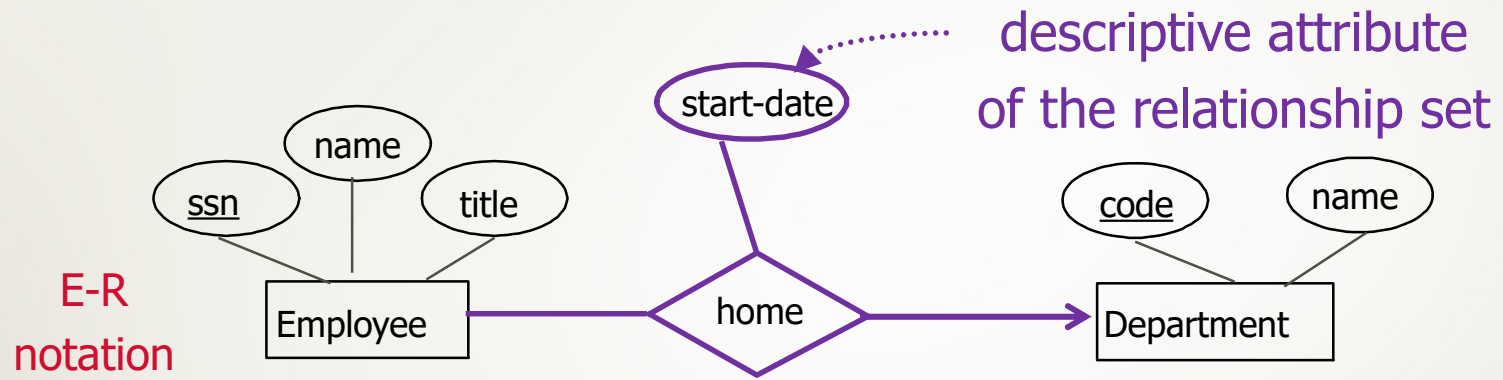 descriptive attribute
of the relationship set
start-date
name
ssn
title
code
name
E-R
notation
Employee
home
Department